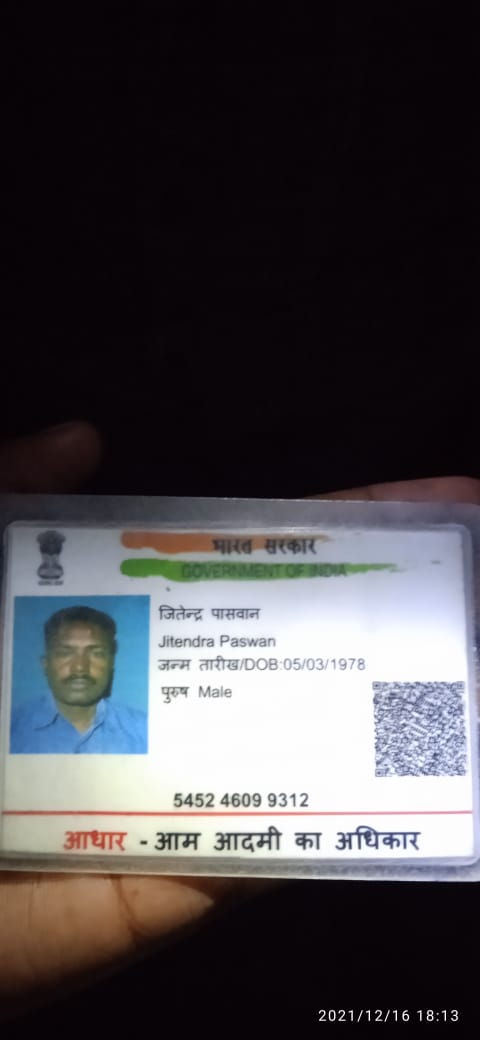 भारत सरकार
GOVERNMENT OF INDIA
जितेन्द्र पासवान
Jitendra Paswan
जन्म तारीख/DOB:05/03/1978
पुरुष Male
5452 4609 9312
आधार - आम आदमी का अधिकार
2021/12/16 18:13